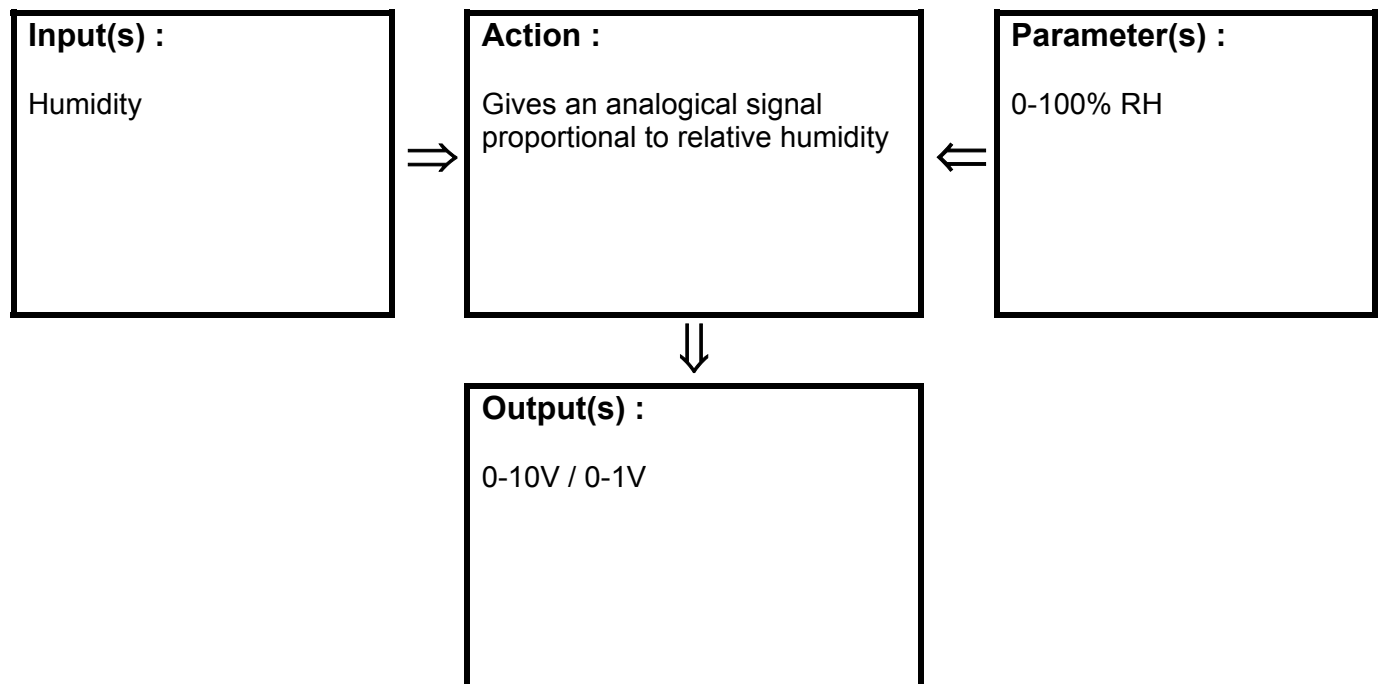 Input(s) :
Humidity
Action :
Gives an analogical signal
proportional to relative humidity
Parameter(s) :
0-100% RH
Output(s) :
0-10V / 0-1V